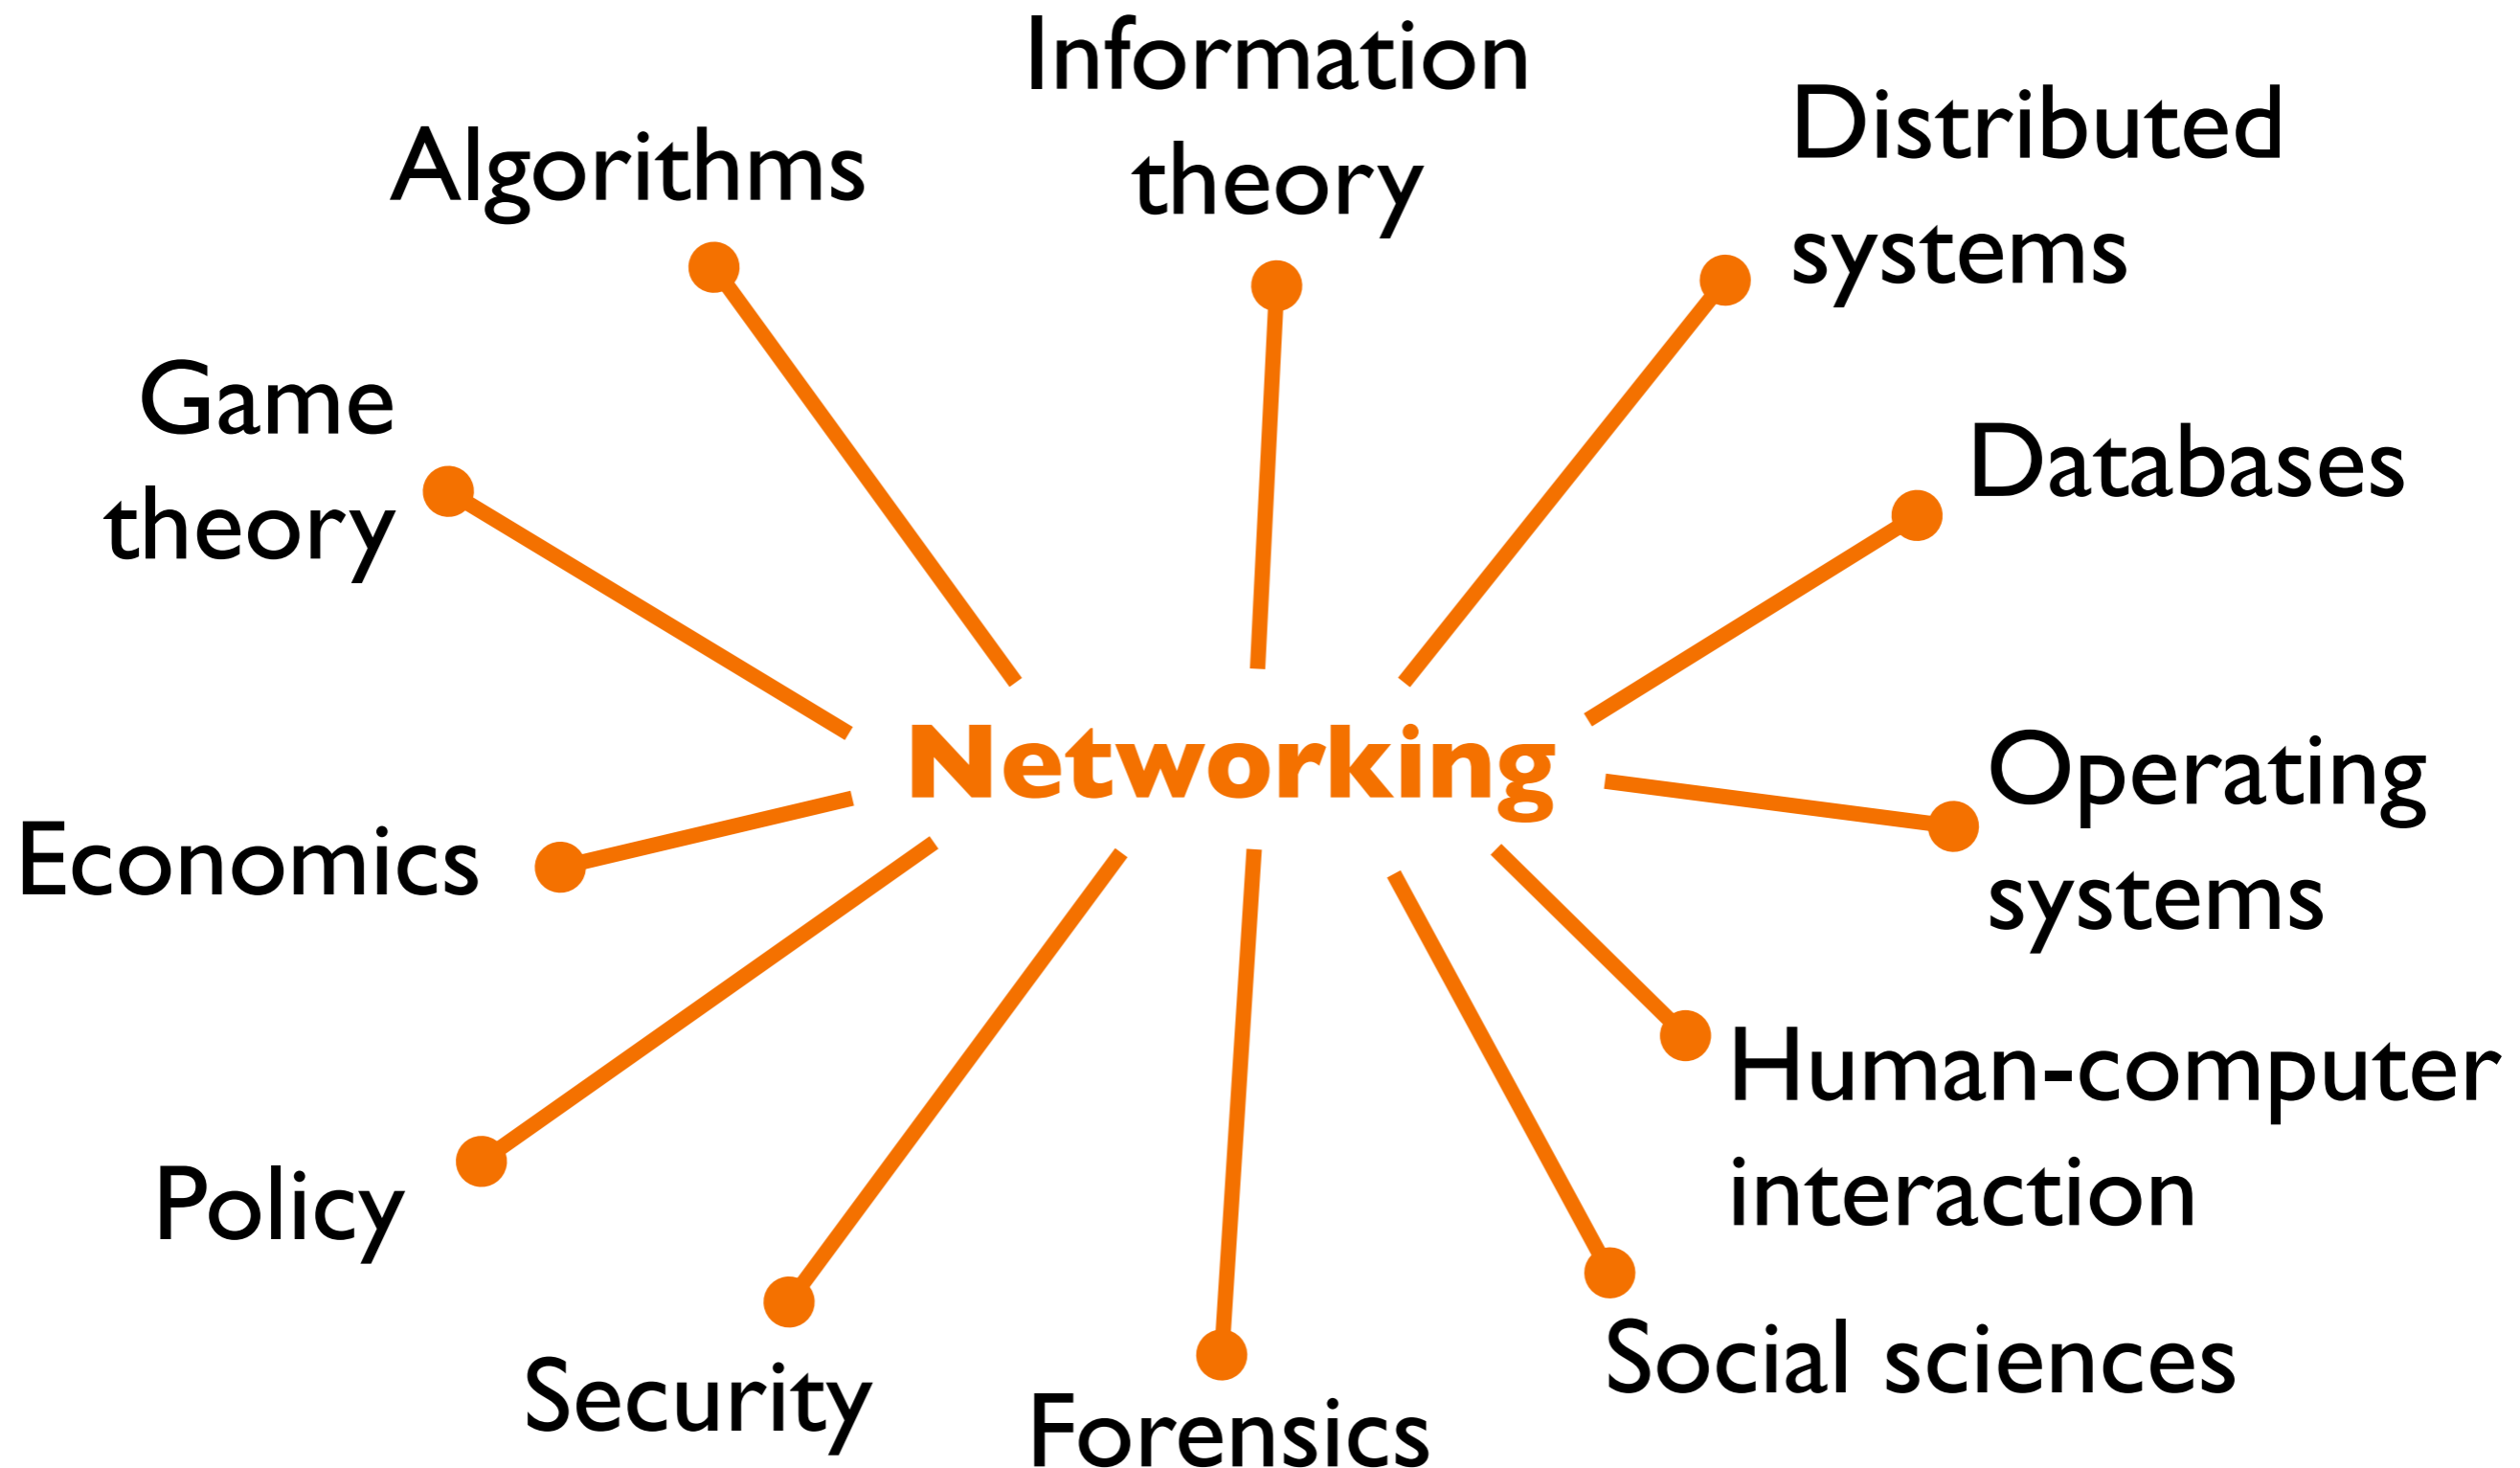 Information
theory
Algorithms
Distributed
systems
Game
theory
Databases
Networking
Operating
systems
Economics
Human-computer
interaction
Policy
Social sciences
Security
Forensics